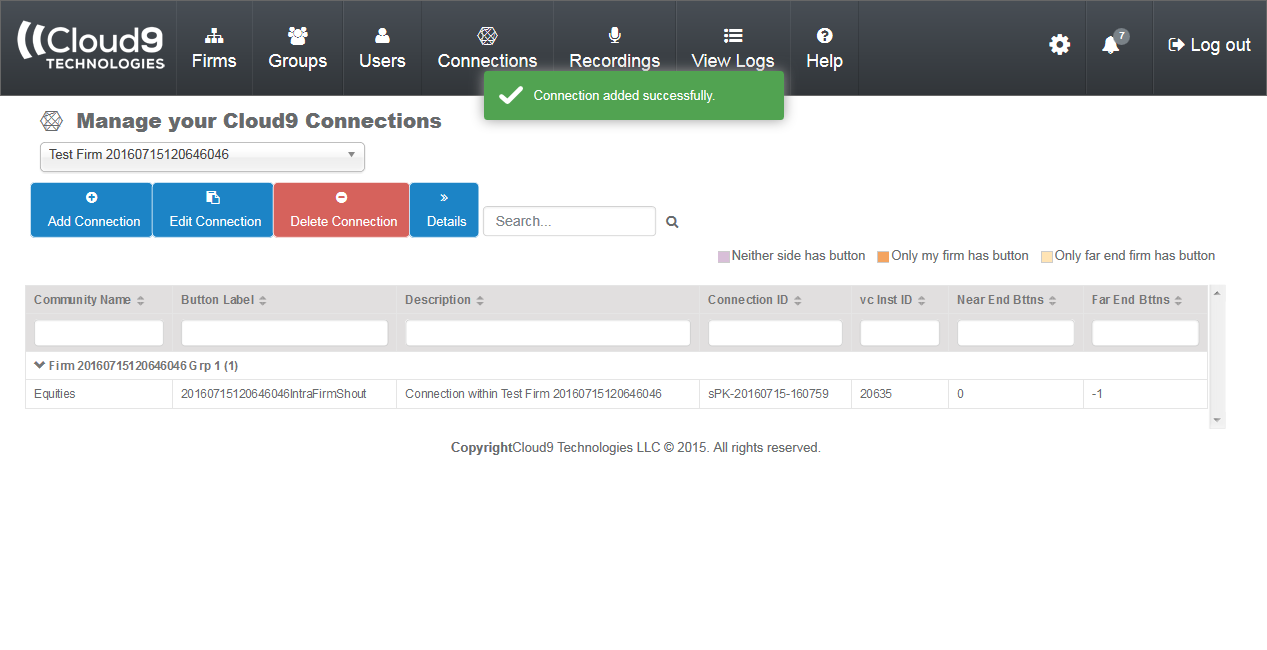 Cloud9
TECHNOLOGIES
Firms
Groups
Users
Connections
Recordings
View Logs
Help
7
Log out
Connection added successfully.
Manage your Cloud9 Connections
Test Firm 20160715120646046
Add Connection
Edit Connection
Delete Connection
Details
Search...
Neither side has button
Only my firm has button
Only far end firm has button
Community Name
Button Label
Description
Connection ID
vc Inst ID
Near End Bttns
Far End Bttns
Firm 20160715120646046 Grp 1 (1)
Equities
20160715120646046IntraFirmShout
Connection within Test Firm 20160715120646046
sPK-20160715-160759
20635
0
-1
CopyrightCloud9 Technologies LLC © 2015. All rights reserved.